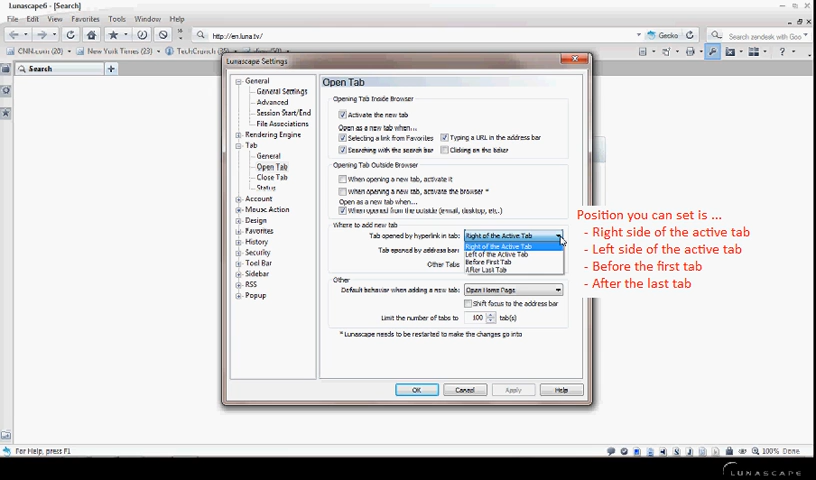 Lunascape6 - [Search]
File Edit View Favorites Tools Window Help
http://en.luna.tv/
Gecko
Search zendesk with Goo
CNN.com (20)
New York Times (23)
TechCrunch (35)
Search
Lunascape Settings
General
General Settings
Advanced
Session Start/End
File Associations
Rendering Engine
Tab
General
Open Tab
Close Tab
Status
Account
Mouse Action
Design
Favorites
History
Security
Tool Bar
Sidebar
RSS
Popup
Open Tab
Opening Tab Inside Browser
Activate the new tab
Open as a new tab when...
Selecting a link from Favorites
Typing a URL in the address bar
Searching with the search bar
Opening Tab Outside Browser
When opening a new tab, activate it
When opening a new tab, activate the browser *
Open as a new tab when...
When opened from the outside (email, desktop, etc.)
Where to add new tab
Tab opened by hyperlink in tab:
Right of the Active Tab
Right of the Active Tab
Left of the Active Tab
Before First Tab
After Last Tab
Tab opened by address bar:
Other Tabs
Other
Default behavior when adding a new tab:
Open Home Page
Shift focus to the address bar
Limit the number of tabs to 100 tab(s)
* Lunascape needs to be restarted to make the changes go into
OK Cancel Apply Help
Position you can set is ...
- Right side of the active tab
- Left side of the active tab
- Before the first tab
- After the last tab
For Help, press F1
100% Done
LUNASCAPE